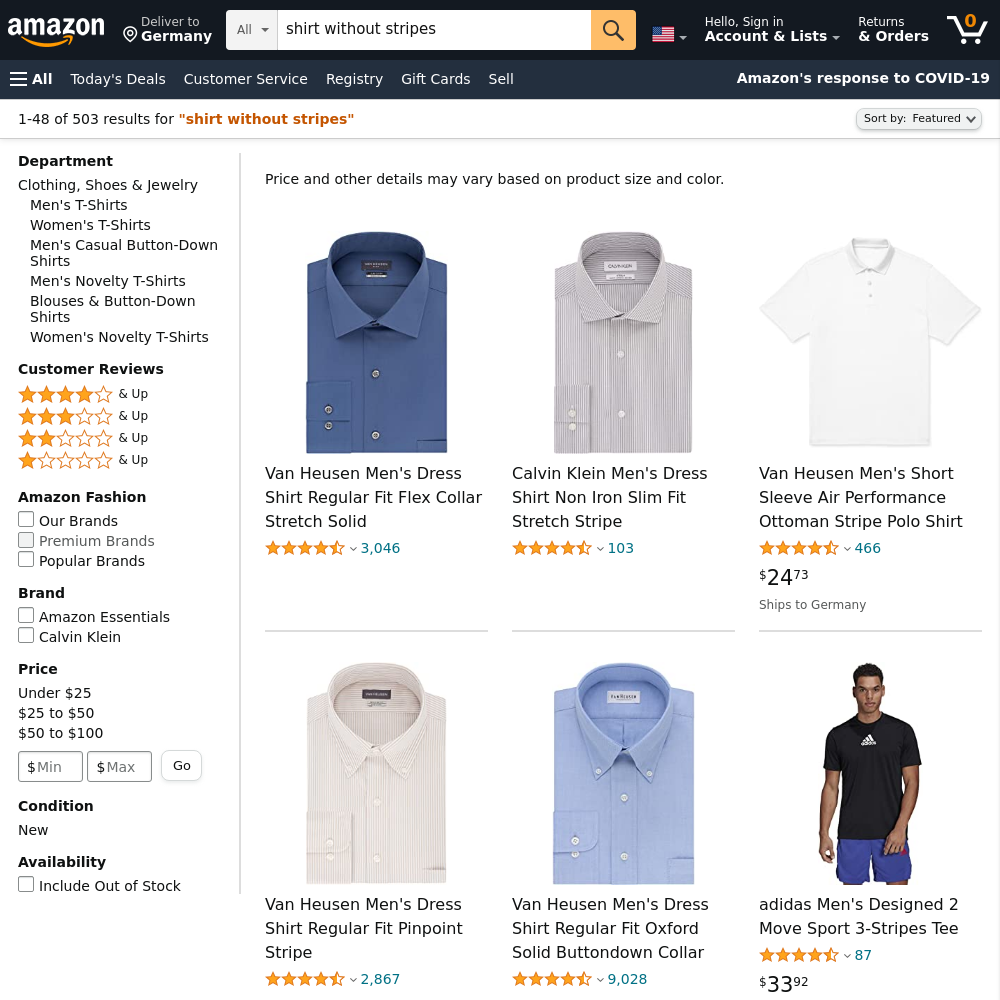 amazon
Deliver to
Germany
All
shirt without stripes
Hello, Sign in
Account & Lists
Returns
& Orders
0
All
Today's Deals
Customer Service
Registry
Gift Cards
Sell
Amazon's response to COVID-19
1-48 of 503 results for "shirt without stripes"
Sort by: Featured
Department
Clothing, Shoes & Jewelry
Men's T-Shirts
Women's T-Shirts
Men's Casual Button-Down
Shirts
Men's Novelty T-Shirts
Blouses & Button-Down
Shirts
Women's Novelty T-Shirts
Customer Reviews
& Up
& Up
& Up
& Up
Amazon Fashion
Our Brands
Premium Brands
Popular Brands
Brand
Amazon Essentials
Calvin Klein
Price
Under $25
$25 to $50
$50 to $100
$Min
$Max
Go
Condition
New
Availability
Include Out of Stock
Price and other details may vary based on product size and color.
Van Heusen Men's Dress
Shirt Regular Fit Flex Collar
Stretch Solid
3,046
CALVIN KLEIN
Calvin Klein Men's Dress
Shirt Non Iron Slim Fit
Stretch Stripe
103
Van Heusen Men's Short
Sleeve Air Performance
Ottoman Stripe Polo Shirt
466
$2473
Ships to Germany
Van Heusen Men's Dress
Shirt Regular Fit Pinpoint
Stripe
2,867
VAN HEUSEN
Van Heusen Men's Dress
Shirt Regular Fit Oxford
Solid Buttondown Collar
9,028
adidas
adidas Men's Designed 2
Move Sport 3-Stripes Tee
87
$3392